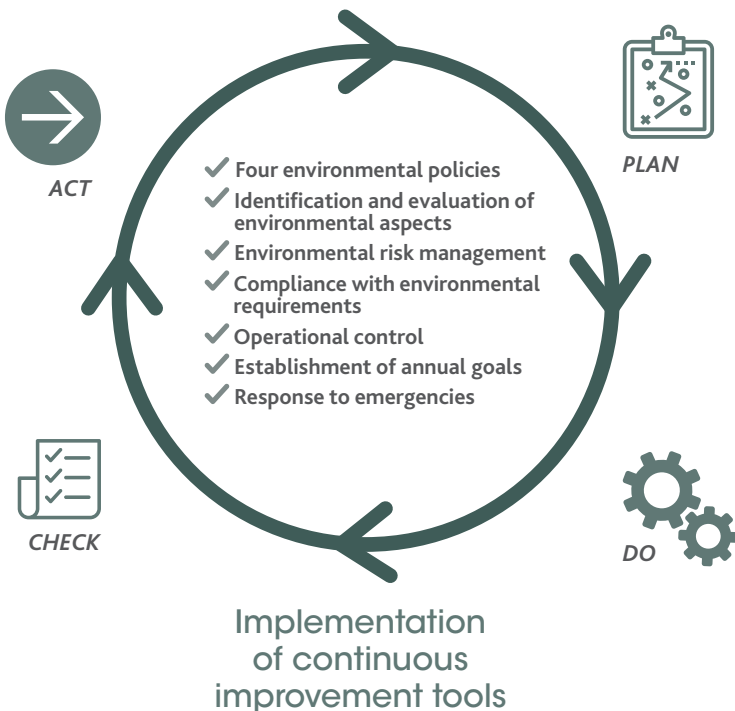 ACT
PLAN
Four environmental policies
Identification and evaluation of
environmental aspects
Environmental risk management
Compliance with environmental
requirements
Operational control
Establishment of annual goals
Response to emergencies
CHECK
DO
Implementation
of continuous
improvement tools